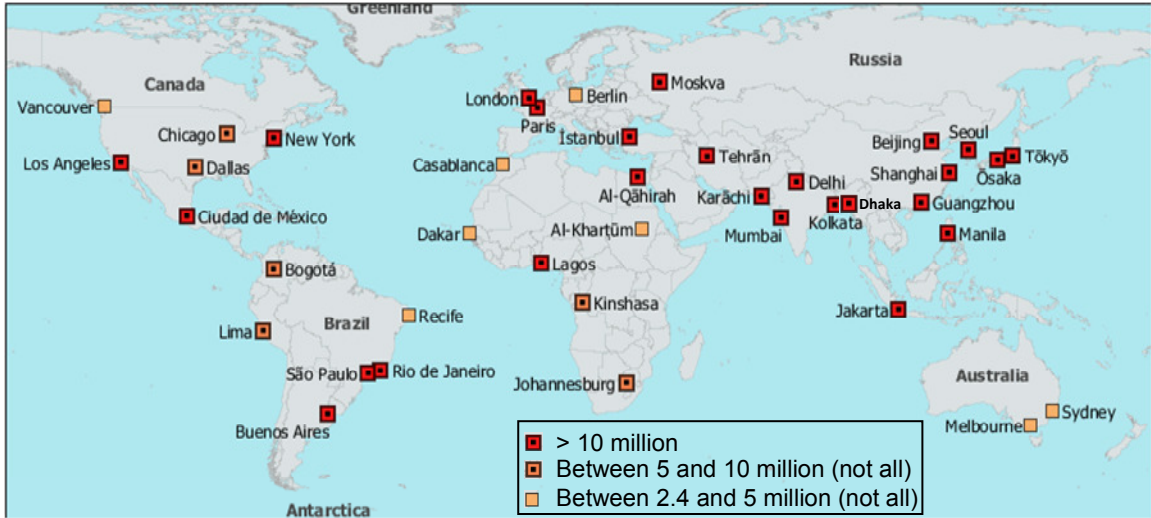 Greenland
Russia
Canada
Moskva
Vancouver
London
Berlin
Paris
Chicago
New York
İstanbul
Beijing
Seoul
Los Angeles
Dallas
Casablanca
Tehrān
Tōkyō
Shanghai
Ōsaka
Al-Qāhirah
Karāchi
Delhi
Ciudad de México
Dhaka
Guangzhou
Kolkata
Dakar
Al-Kharţūm
Mumbai
Manila
Bogotá
Lagos
Kinshasa
Jakarta
Lima
Brazil
Recife
São Paulo
Rio de Janeiro
Johannesburg
Australia
Buenos Aires
Sydney
Melbourne
> 10 million
Between 5 and 10 million (not all)
Between 2.4 and 5 million (not all)
Antarctica